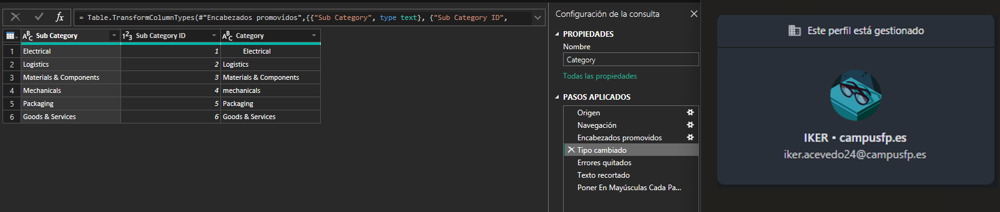 = Table.TransformColumnTypes(#"Encabezados promovidos",{{"Sub Category", type text}, {"Sub Category ID",
Sub Category Sub Category ID Category
1 Electrical 1 Electrical
2 Logistics 2 Logistics
3 Materials & Components 3 Materials & Components
4 Mechanicals 4 mechanicals
5 Packaging 5 Packaging
6 Goods & Services 6 Goods & Services
Configuración de la consulta
PROPIEDADES
Nombre
Category
Todas las propiedades
PASOS APLICADOS
Origen
Navegación
Encabezados promovidos
Tipo cambiado
Errores quitados
Texto recortado
Poner En Mayúsculas Cada Pa...
Este perfil está gestionado
IKER • campusfp.es
iker.acevedo24@campusfp.es